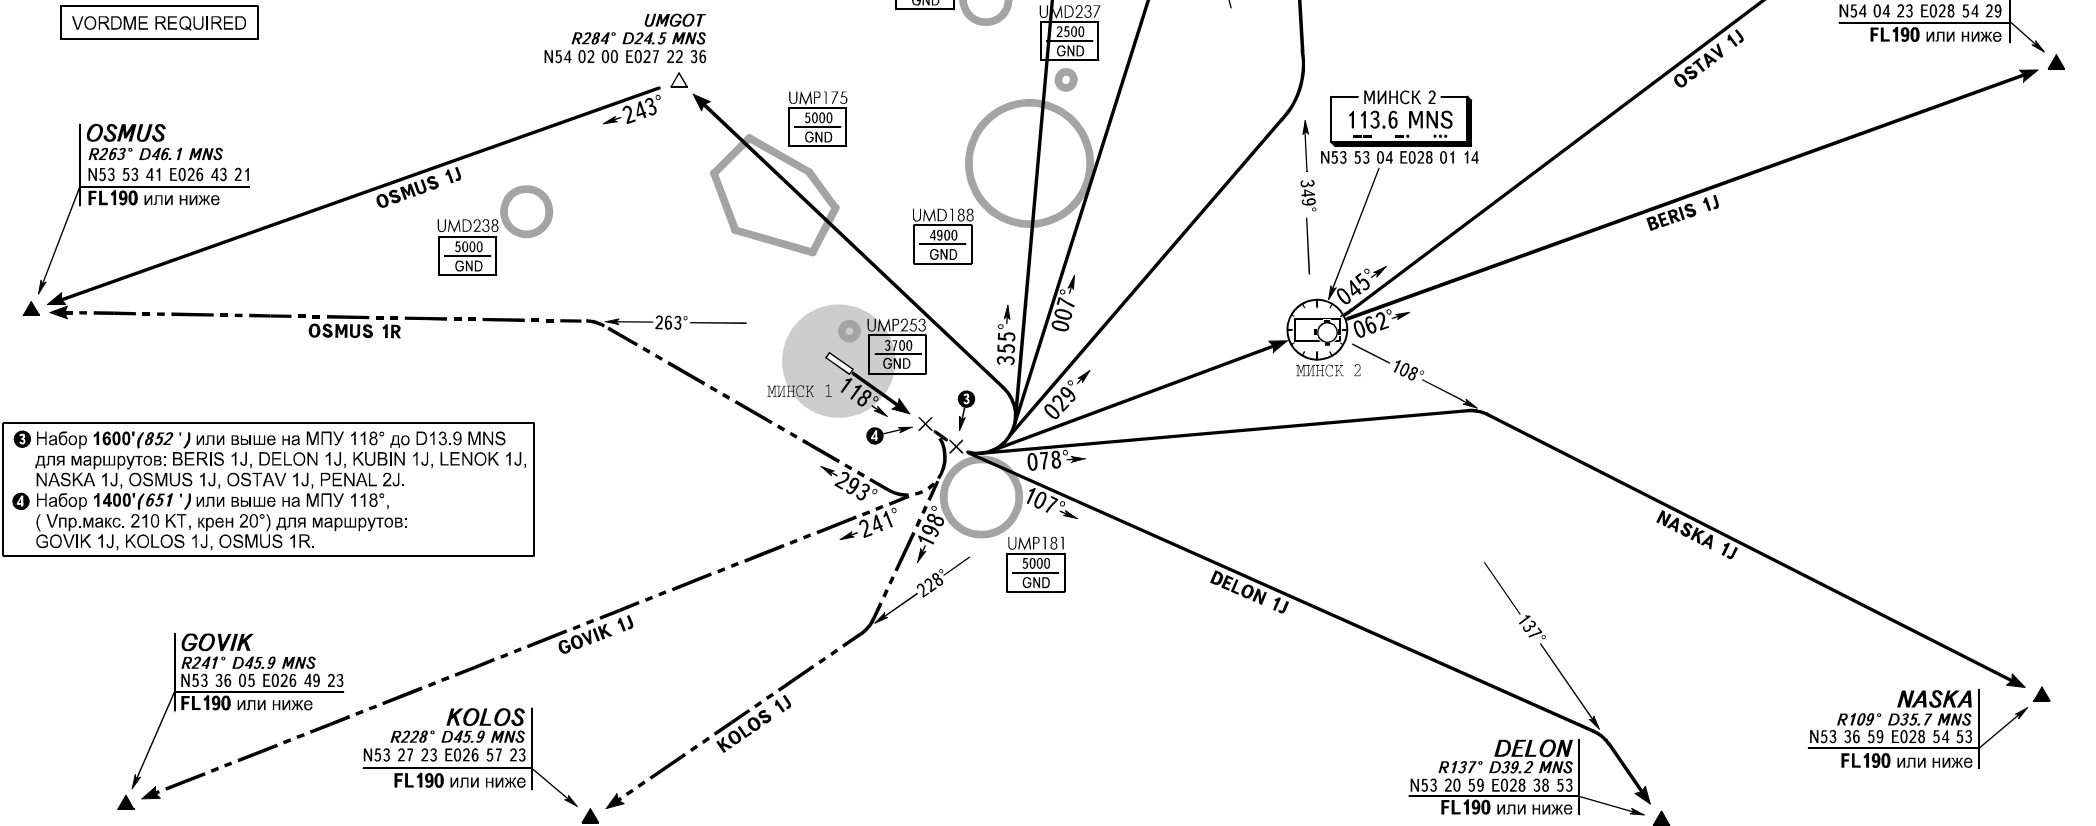 VORDME REQUIRED
UMGOT
R284° D24.5 MNS
N54 02 00 E027 22 36
GND
UMD237
2500
GND
OSTAV 1J
N54 04 23 E028 54 29
FL190 или ниже
243°
UMP175
5000
GND
МИНСК 2
113.6 MNS
N53 53 04 E028 01 14
OSMUS
R263° D46.1 MNS
N53 53 41 E026 43 21
FL190 или ниже
OSMUS 1J
349°
BERIS 1J
UMD238
5000
GND
UMD188
4900
GND
045°
062°
355°
007°
OSMUS 1R
263°
UMP253
3700
GND
МИНСК 2
108°
МИНСК 1
118°
029°
3
4
3 Набор 1600'(852 ') или выше на МПУ 118° до D13.9 MNS
для маршрутов: BERIS 1J, DELON 1J, KUBIN 1J, LENOK 1J,
NASKA 1J, OSMUS 1J, OSTAV 1J, PENAL 2J.
4 Набор 1400'(651 ') или выше на МПУ 118°,
( Vпр.макс. 210 KT, крен 20°) для маршрутов:
GOVIK 1J, KOLOS 1J, OSMUS 1R.
078°
293°
241°
198°
107°
NASKA 1J
UMP181
5000
GND
228°
DELON 1J
137°
GOVIK 1J
GOVIK
R241° D45.9 MNS
N53 36 05 E026 49 23
FL190 или ниже
KOLOS 1J
KOLOS
R228° D45.9 MNS
N53 27 23 E026 57 23
FL190 или ниже
NASKA
R109° D35.7 MNS
N53 36 59 E028 54 53
FL190 или ниже
DELON
R137° D39.2 MNS
N53 20 59 E028 38 53
FL190 или ниже